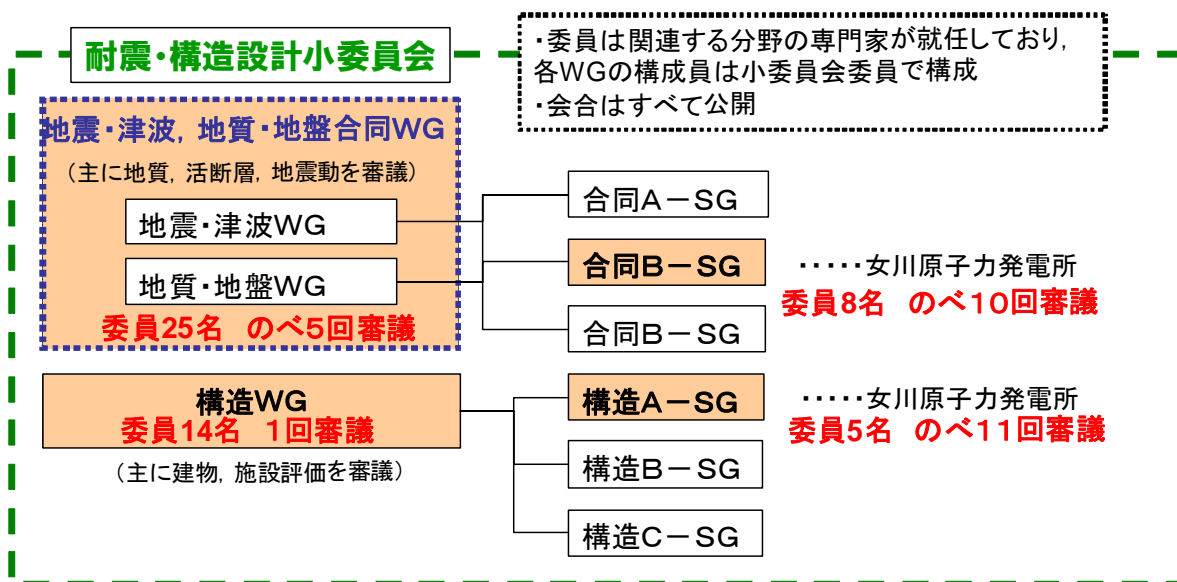 耐震・構造設計小委員会
・委員は関連する分野の専門家が就任しており,
各WGの構成員は小委員会委員で構成
・会合はすべて公開
地震・津波, 地質・地盤合同WG
（主に地質, 活断層, 地震動を審議）
地震・津波WG
地質・地盤WG
委員25名 のべ5回審議
合同A－SG
合同B－SG
・・・・・女川原子力発電所
委員8名 のべ10回審議
合同B－SG
構造WG
委員14名 1回審議
（主に建物, 施設評価を審議）
構造A－SG
・・・・・女川原子力発電所
委員5名 のべ11回審議
構造B－SG
構造C－SG